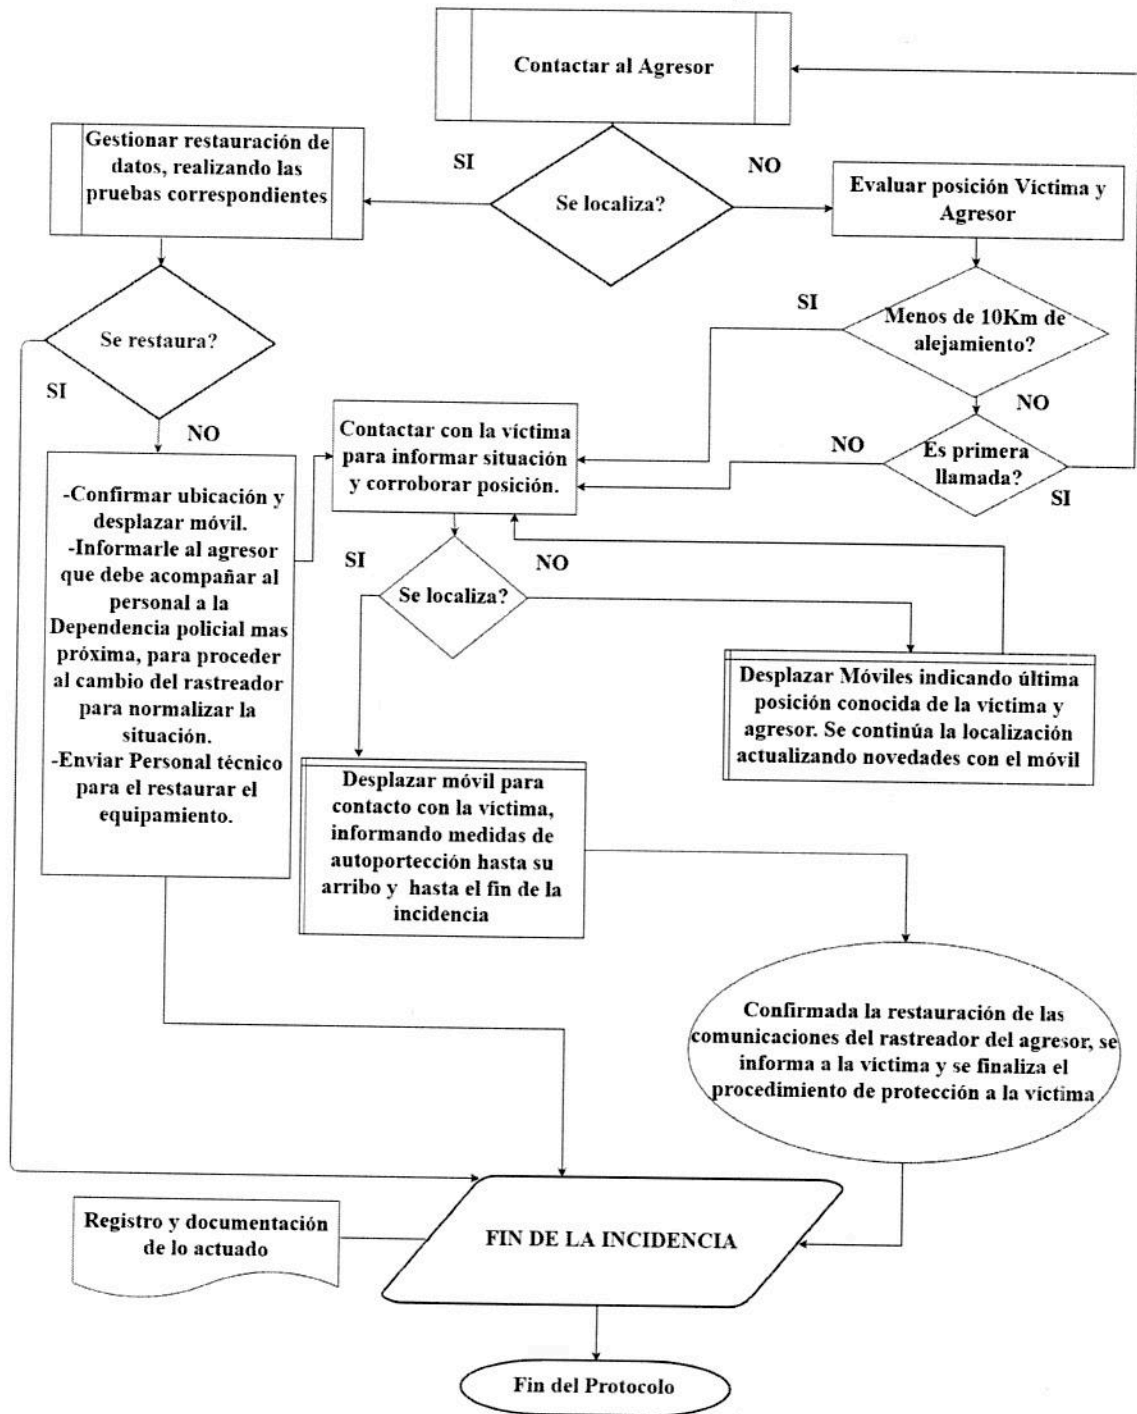 Contactar al Agresor
Gestionar restauración de
datos, realizando las
pruebas correspondientes
SI
Se localiza?
NO
Evaluar posición Víctima y
Agresor
Se restaura?
SI
NO
SI
Menos de 10Km de
alejamiento?
NO
Contactar con la víctima
para informar situación
y corroborar posición.
NO
Es primera
llamada?
SI
-Confirmar ubicación y
desplazar móvil.
-Informarle al agresor
que debe acompañar al
personal a la
Dependencia policial mas
próxima, para proceder
al cambio del rastreador
para normalizar la
situación.
-Enviar Personal técnico
para el restaurar el
equipamiento.
SI
Se localiza?
NO
Desplazar Móviles indicando última
posición conocida de la víctima y
agresor. Se continúa la localización
actualizando novedades con el móvil
Desplazar móvil para
contacto con la víctima,
informando medidas de
autoportección hasta su
arribo y hasta el fin de la
incidencia
Confirmada la restauración de las
comunicaciones del rastreador del agresor, se
informa a la víctima y se finaliza el
procedimiento de protección a la víctima
Registro y documentación
de lo actuado
FIN DE LA INCIDENCIA
Fin del Protocolo